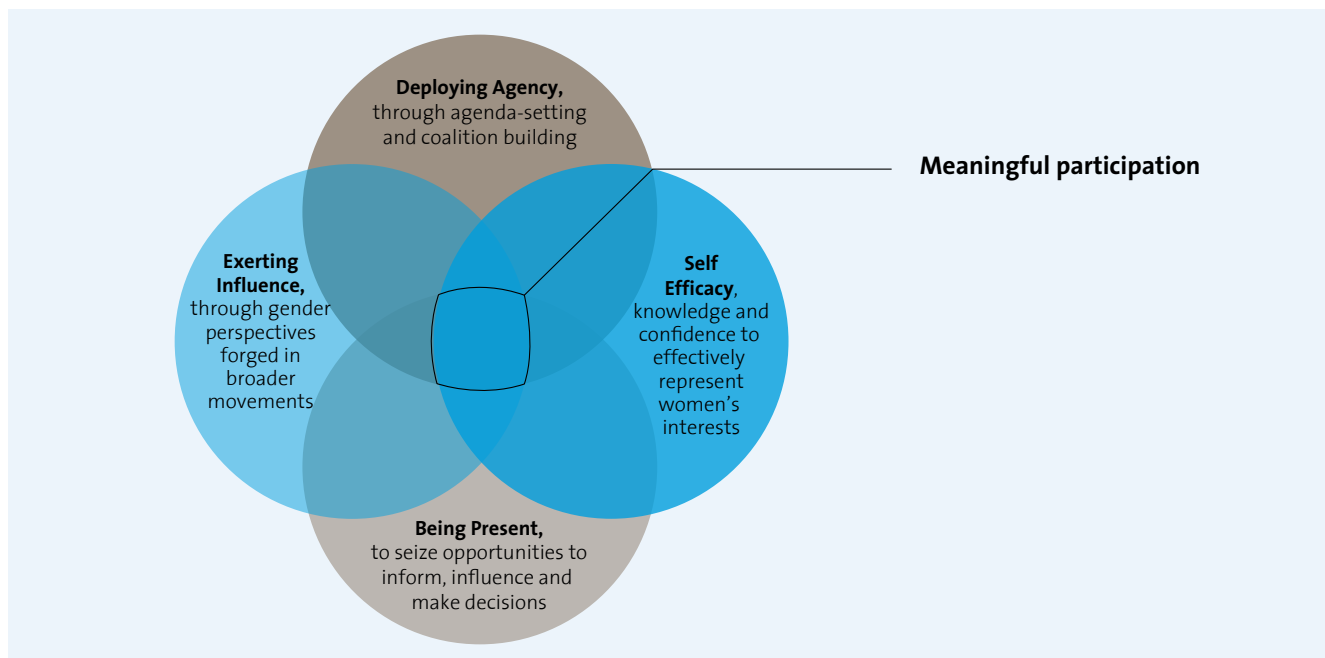 Deploying Agency,
through agenda-setting
and coalition building
Meaningful participation
Exerting
Influence,
through gender
perspectives
forged in
broader
movements
Self
Efficacy,
knowledge and
confidence to
effectively
represent
women’s
interests
Being Present,
to seize opportunities to
inform, influence and
make decisions